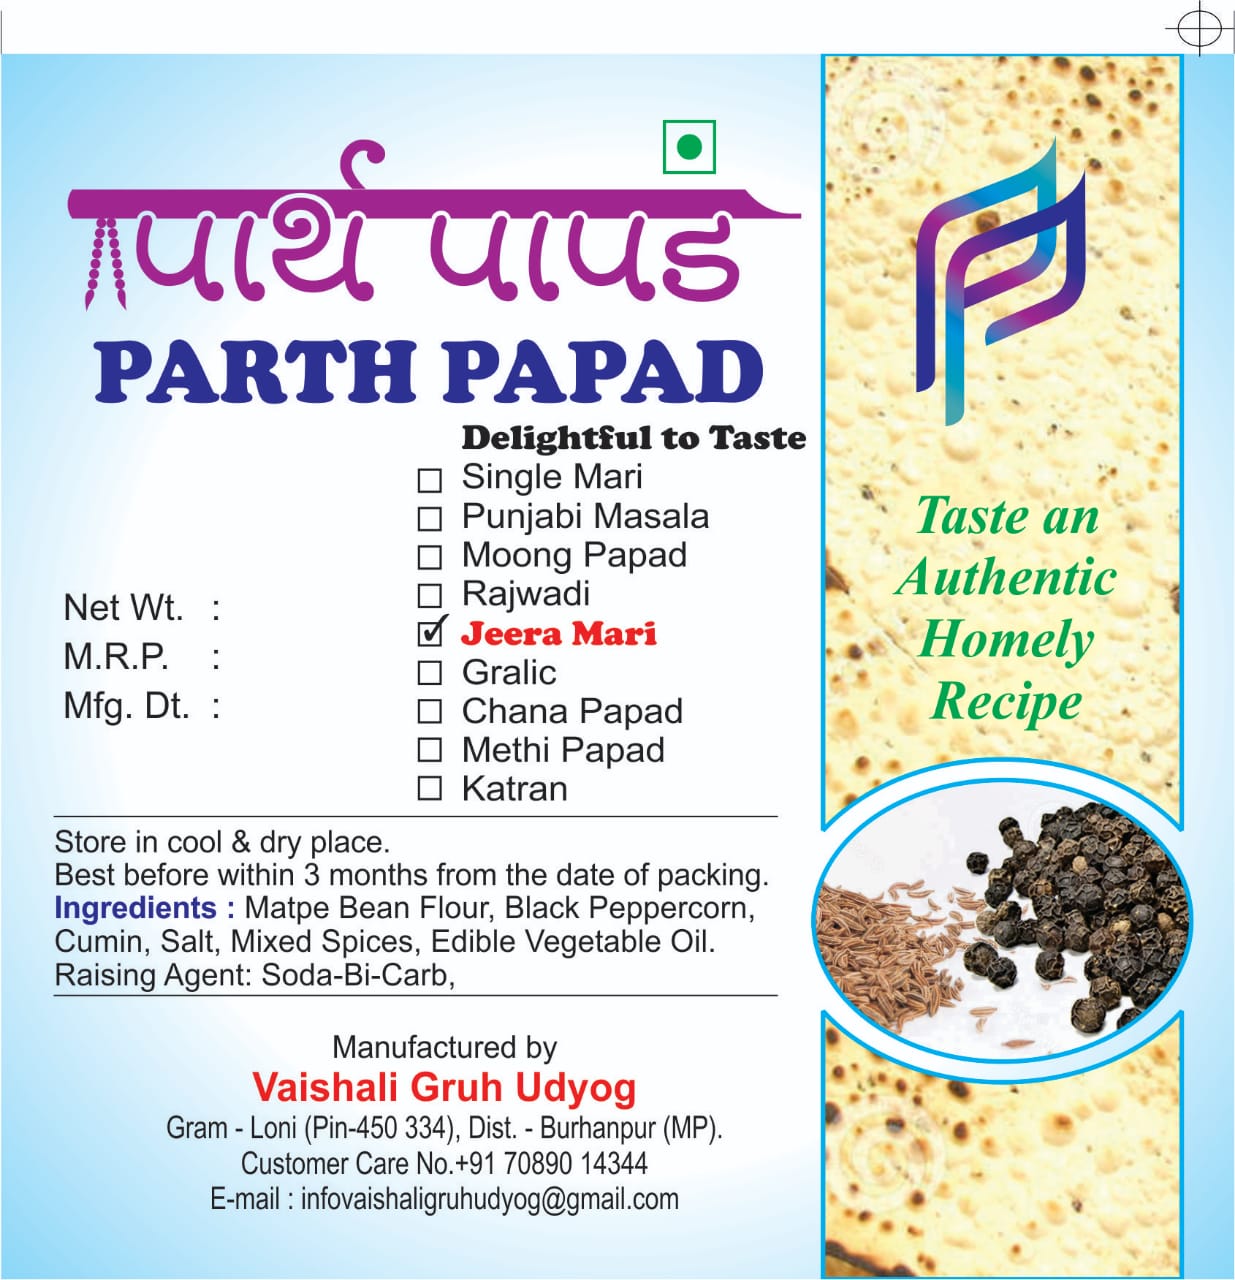 पार्थ पापड
PARTH PAPAD
Delightful to Taste
Single Mari
Punjabi Masala
Moong Papad
Rajwadi
Jeera Mari
Gralic
Chana Papad
Methi Papad
Katran
Net Wt. :
M.R.P. :
Mfg. Dt. :
Store in cool & dry place.
Best before within 3 months from the date of packing.
Ingredients : Matpe Bean Flour, Black Peppercorn,
Cumin, Salt, Mixed Spices, Edible Vegetable Oil.
Raising Agent: Soda-Bi-Carb,
Manufactured by
Vaishali Gruh Udyog
Gram - Loni (Pin-450 334), Dist. - Burhanpur (MP).
Customer Care No.+91 70890 14344
E-mail : infovaishaligruhudyog@gmail.com
Taste an
Authentic
Homely
Recipe